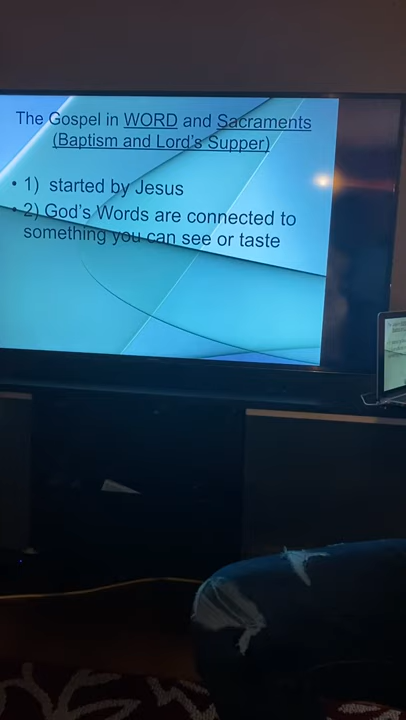 The Gospel in WORD and Sacraments
(Baptism and Lord's Supper)
• 1) started by Jesus
• 2) God's Words are connected to
something you can see or taste